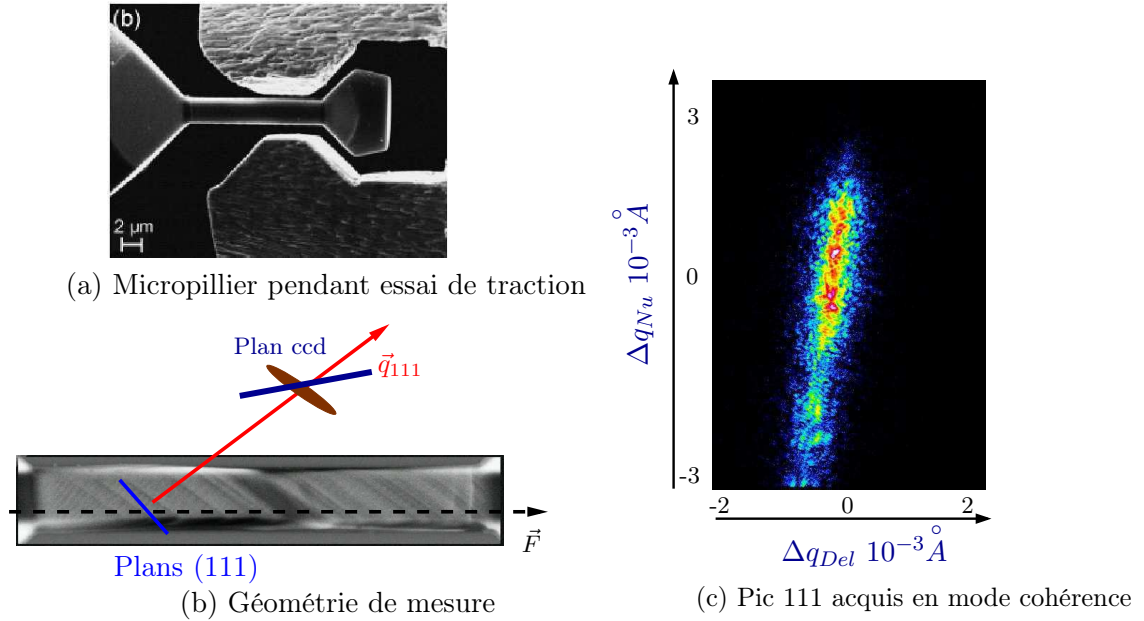 (b)
2 µm
(a) Micropillier pendant essai de traction
Plan ccd
q⃗111
F⃗
Plans (111)
(b) Géométrie de mesure
ΔqNu 10−3 Å
3
0
-3
-2 0 2
ΔqDel 10−3 Å
(c) Pic 111 acquis en mode cohérence